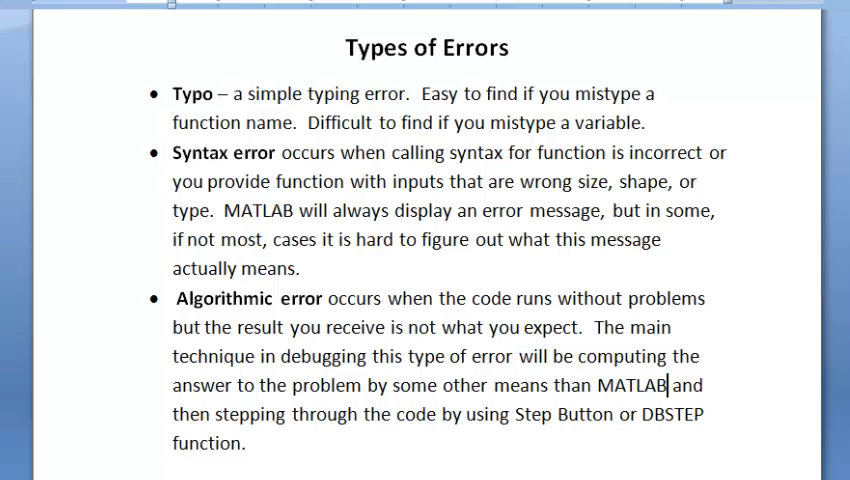 Types of Errors
• Typo – a simple typing error. Easy to find if you mistype a
function name. Difficult to find if you mistype a variable.
• Syntax error occurs when calling syntax for function is incorrect or
you provide function with inputs that are wrong size, shape, or
type. MATLAB will always display an error message, but in some,
if not most, cases it is hard to figure out what this message
actually means.
• Algorithmic error occurs when the code runs without problems
but the result you receive is not what you expect. The main
technique in debugging this type of error will be computing the
answer to the problem by some other means than MATLAB and
then stepping through the code by using Step Button or DBSTEP
function.